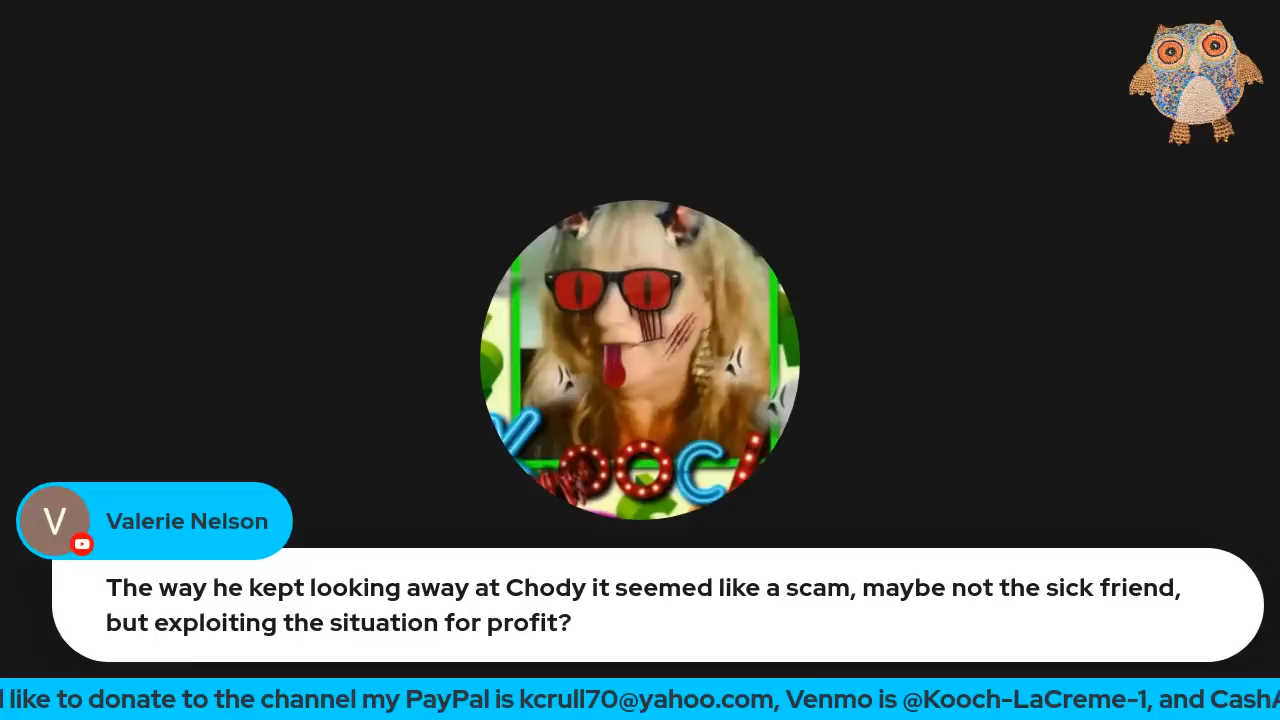 KOOCH
V
Valerie Nelson
The way he kept looking away at Chody it seemed like a scam, maybe not the sick friend,
but exploiting the situation for profit?
like to donate to the channel my PayPal is kcrull70@yahoo.com, Venmo is @Kooch-LaCreme-1, and Cash